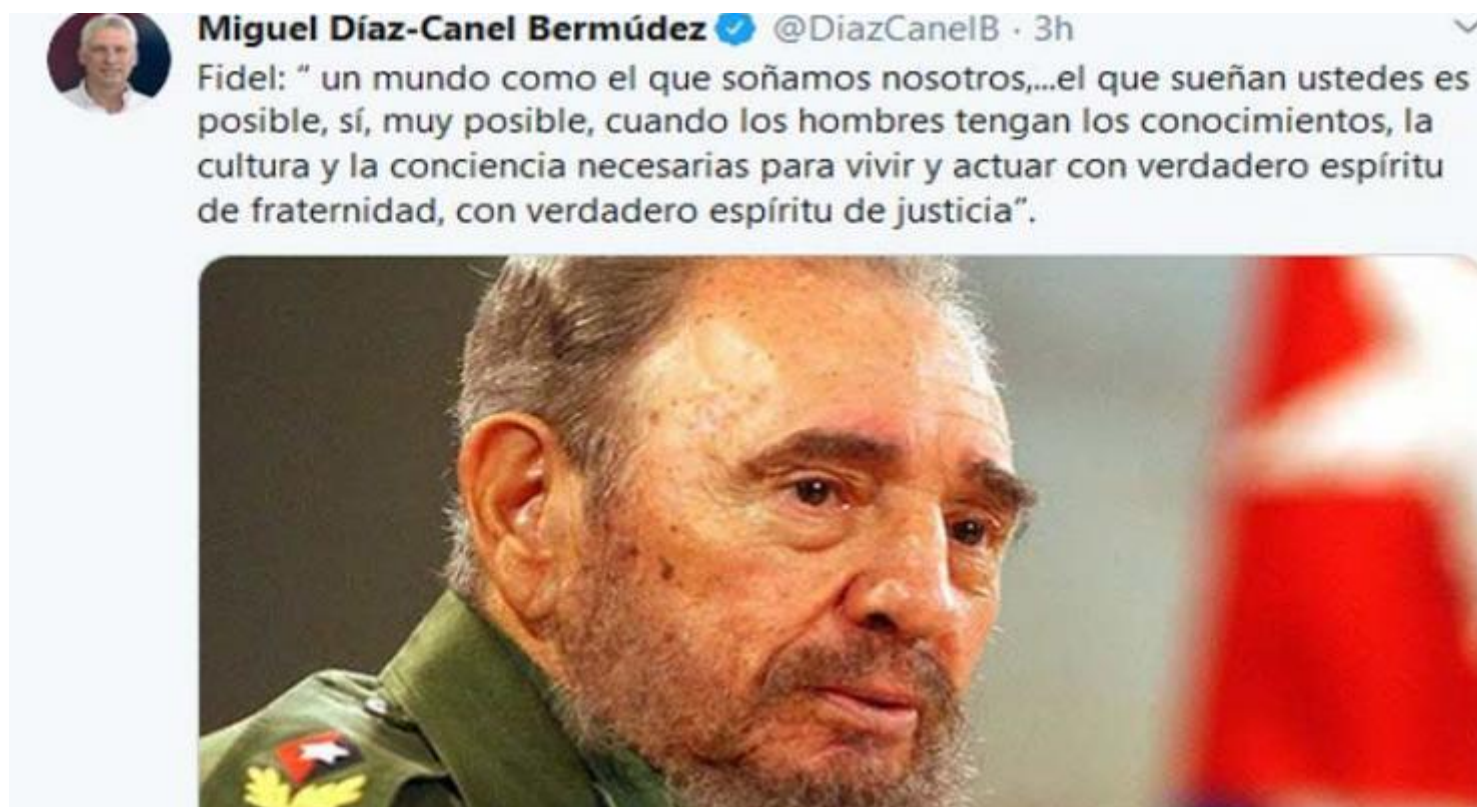 Miguel Díaz-Canel Bermúdez @DiazCanelB · 3h
Fidel: “ un mundo como el que soñamos nosotros,...el que sueñan ustedes es
posible, sí, muy posible, cuando los hombres tengan los conocimientos, la
cultura y la conciencia necesarias para vivir y actuar con verdadero espíritu
de fraternidad, con verdadero espíritu de justicia”.